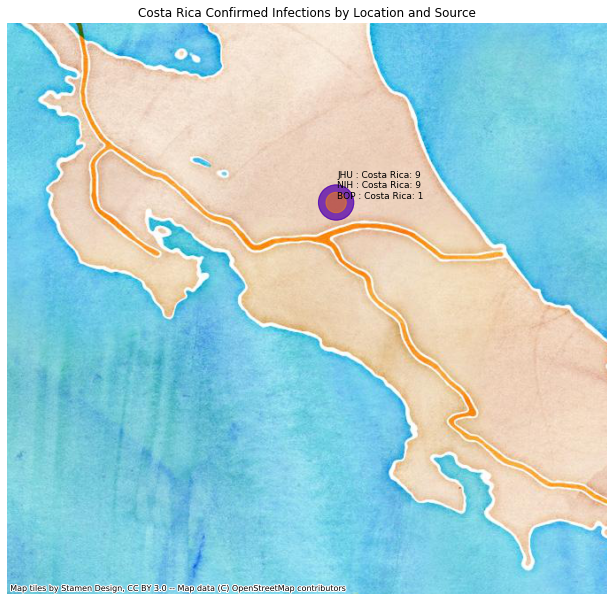 Costa Rica Confirmed Infections by Location and Source
JHU : Costa Rica: 9
NIH : Costa Rica: 9
BOP : Costa Rica: 1
Map tiles by Stamen Design, CC BY 3.0 -- Map data (C) OpenStreetMap contributors